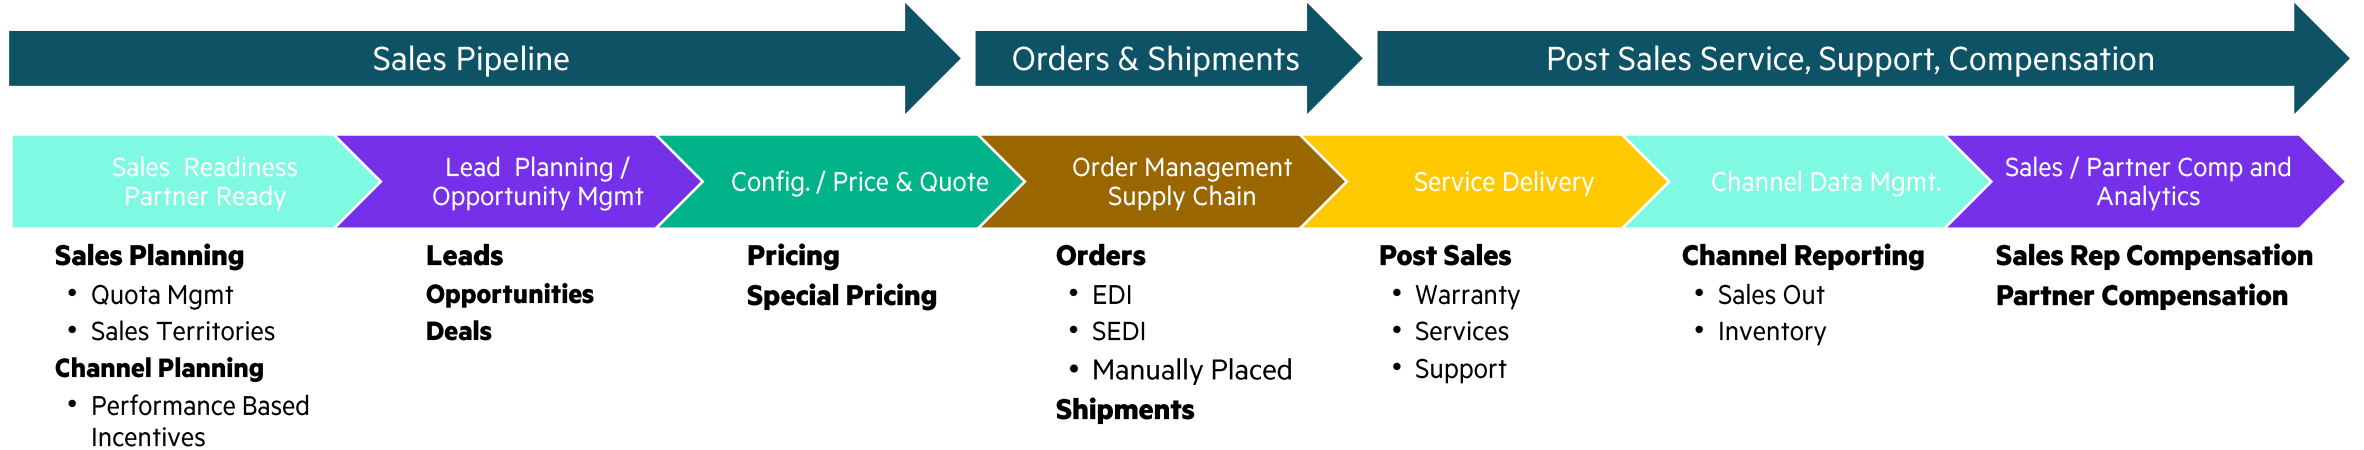 Sales Pipeline
Orders & Shipments
Post Sales Service, Support, Compensation
Sales Readiness
Partner Ready
Lead Planning /
Opportunity Mgmt
Config. / Price & Quote
Order Management
Supply Chain
Service Delivery
Channel Data Mgmt.
Sales / Partner Comp and
Analytics
Sales Planning
• Quota Mgmt
• Sales Territories
Channel Planning
• Performance Based
Incentives
Leads
Opportunities
Deals
Pricing
Special Pricing
Orders
• EDI
• SEDI
• Manually Placed
Shipments
Post Sales
• Warranty
• Services
• Support
Channel Reporting
• Sales Out
• Inventory
Sales Rep Compensation
Partner Compensation